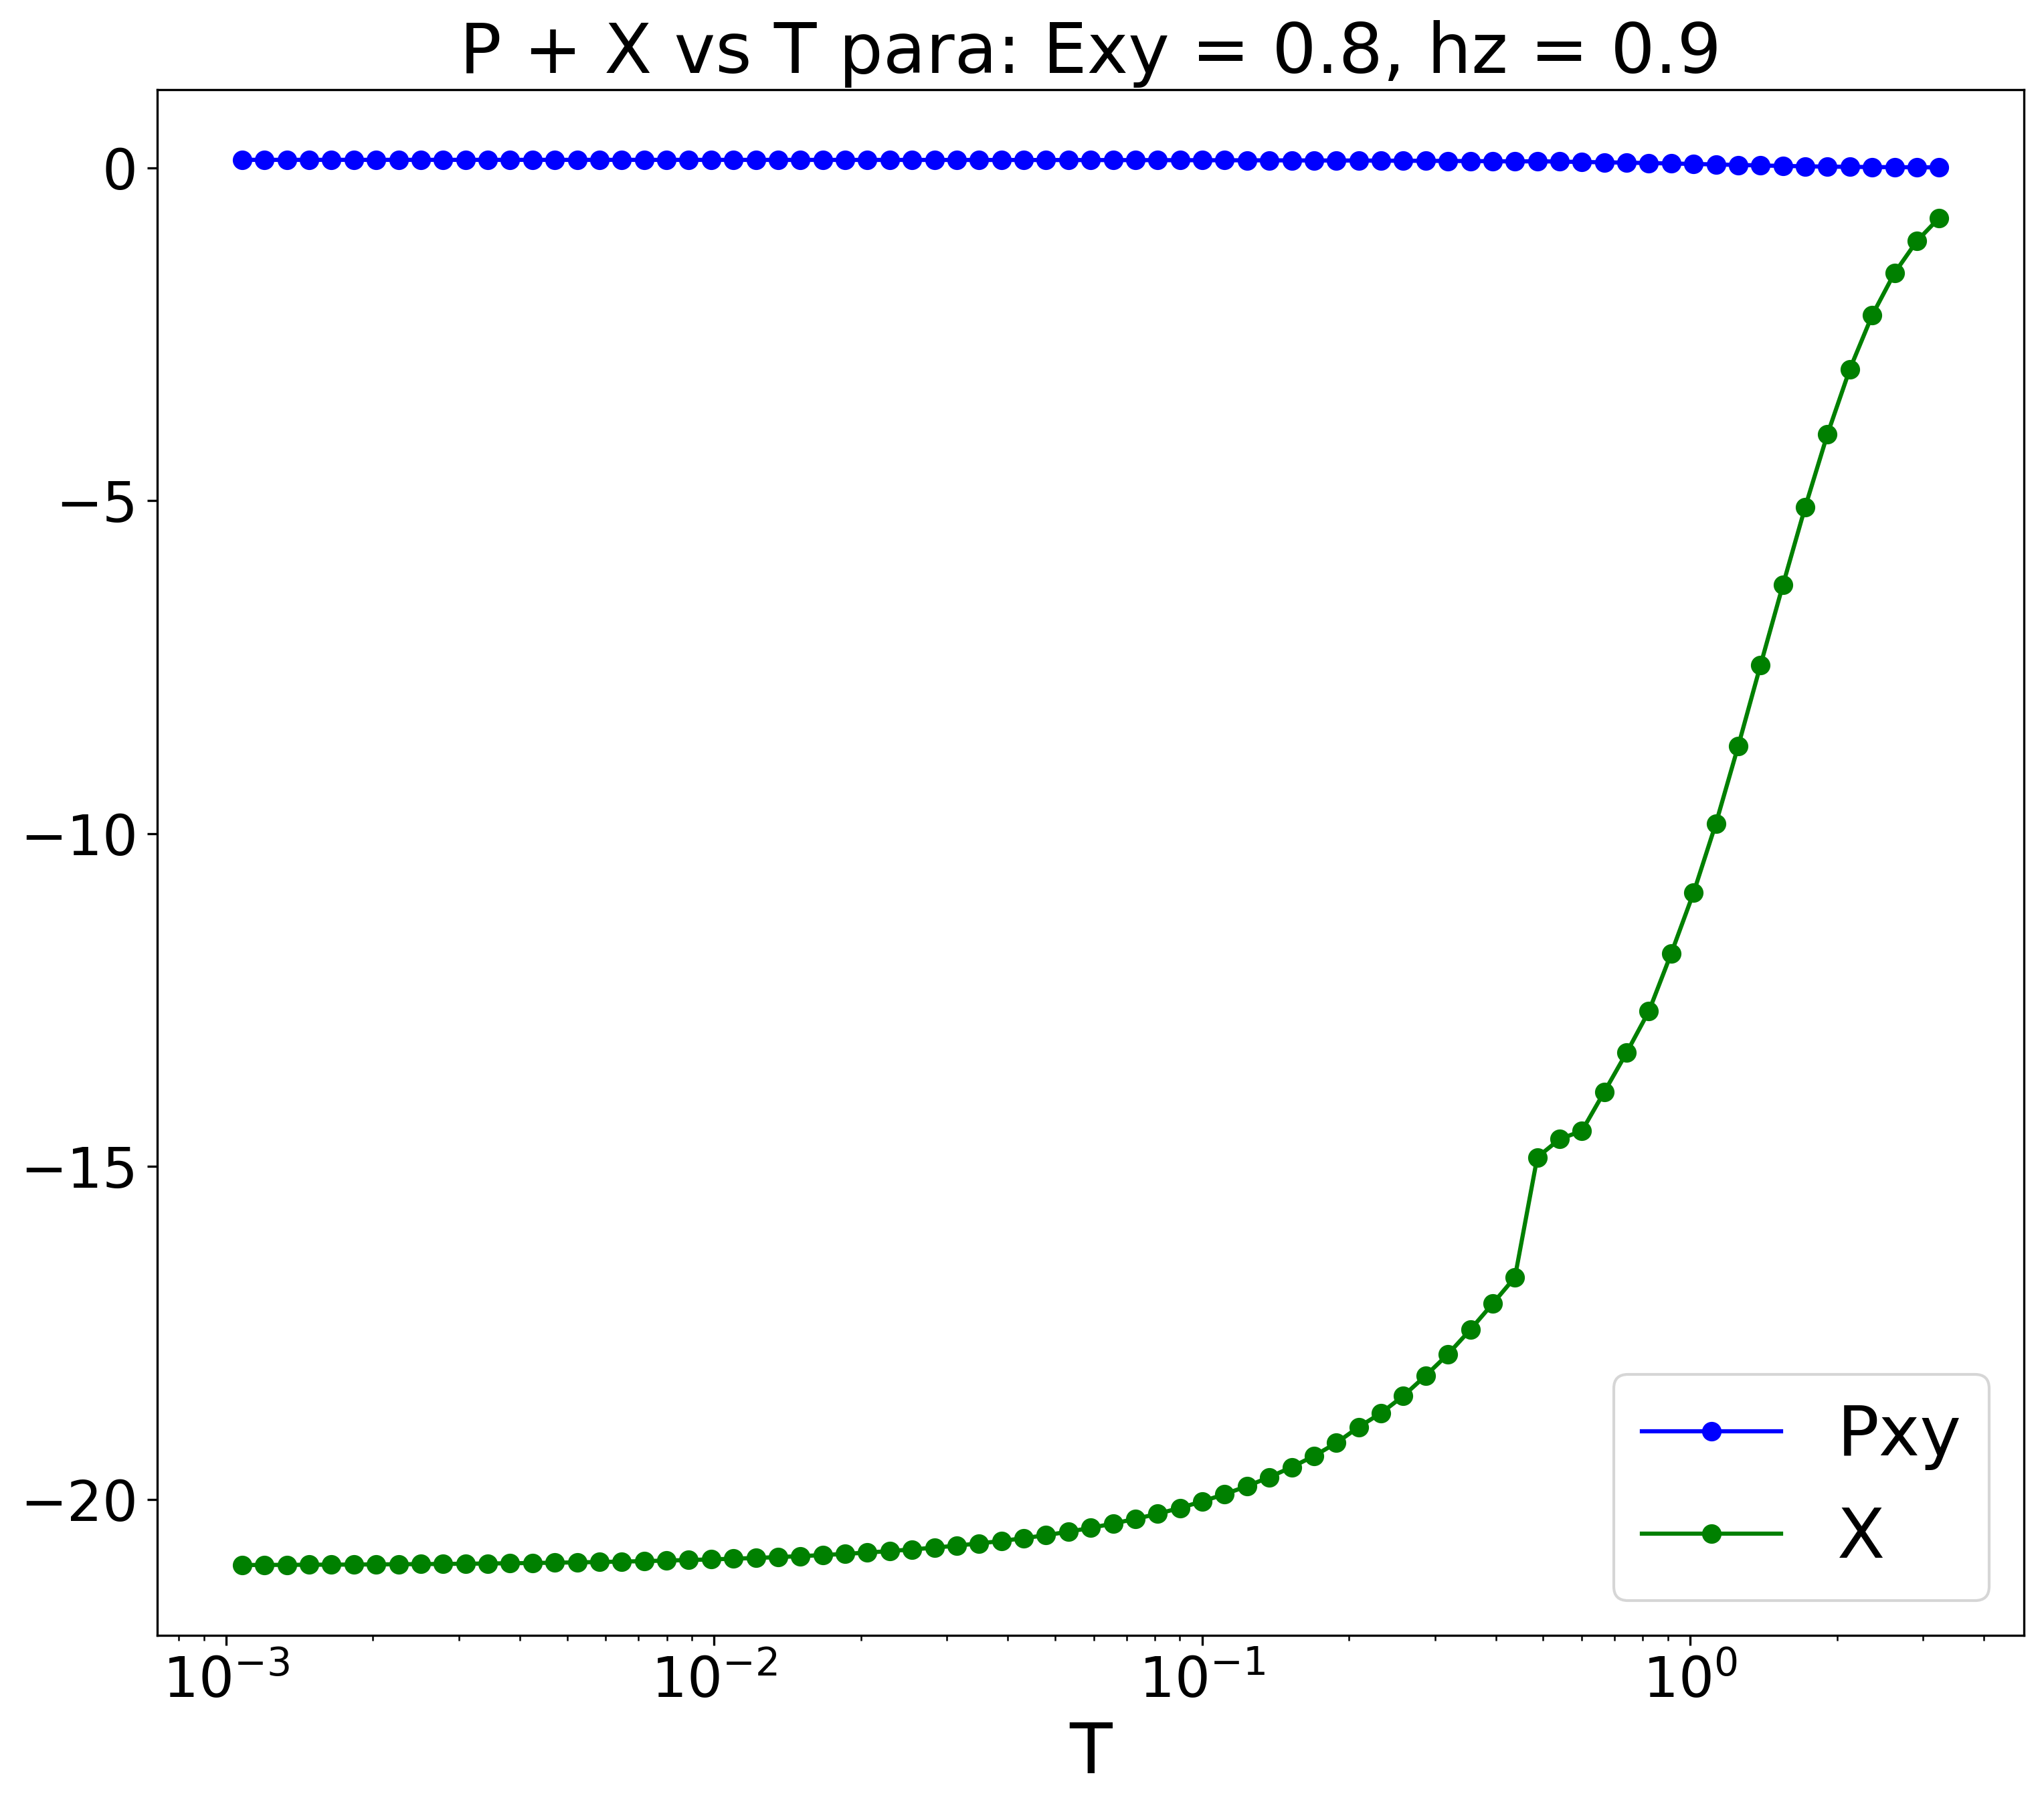 P + X vs T para: Exy = 0.8, hz = 0.9
0
−5
−10
−15
−20
Pxy
X
10⁻³ 10⁻² 10⁻¹ 10⁰
T